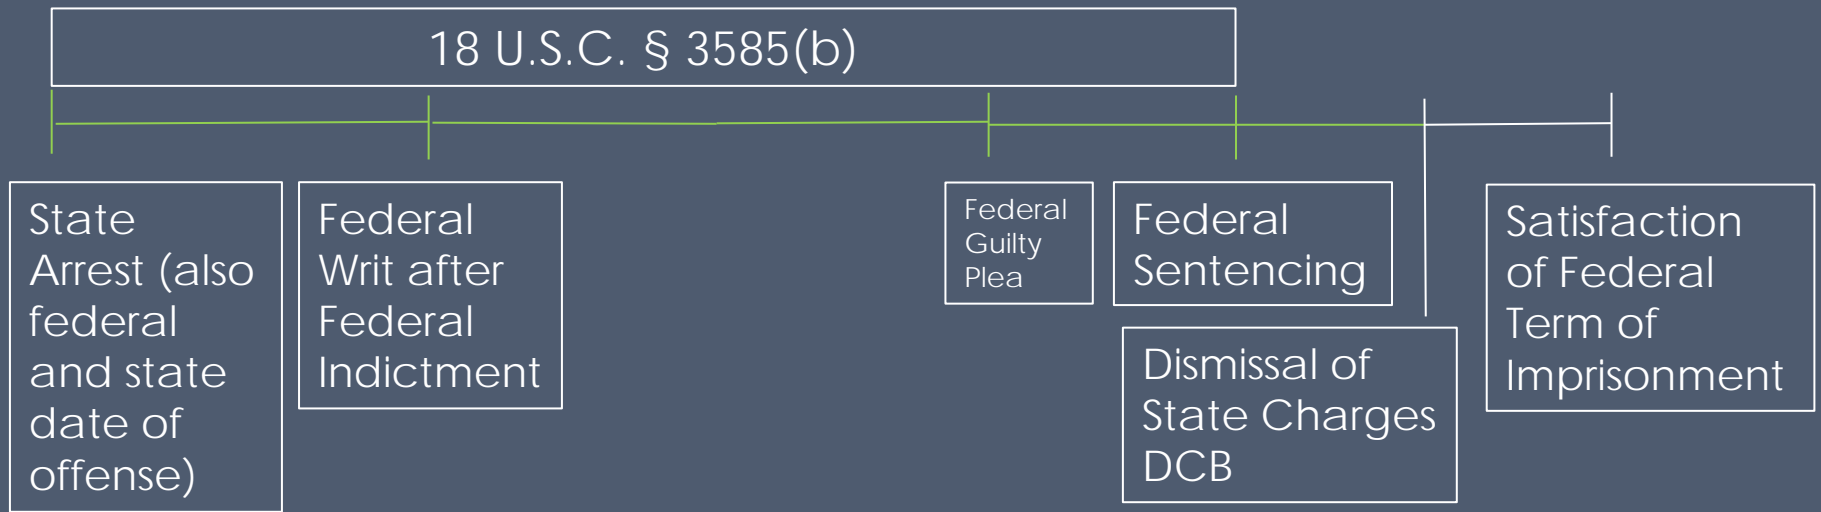 18 U.S.C. § 3585(b)
State
Arrest (also
federal
and state
date of
offense)
Federal
Writ after
Federal
Indictment
Federal
Guilty
Plea
Federal
Sentencing
Dismissal of
State Charges
DCB
Satisfaction
of Federal
Term of
Imprisonment